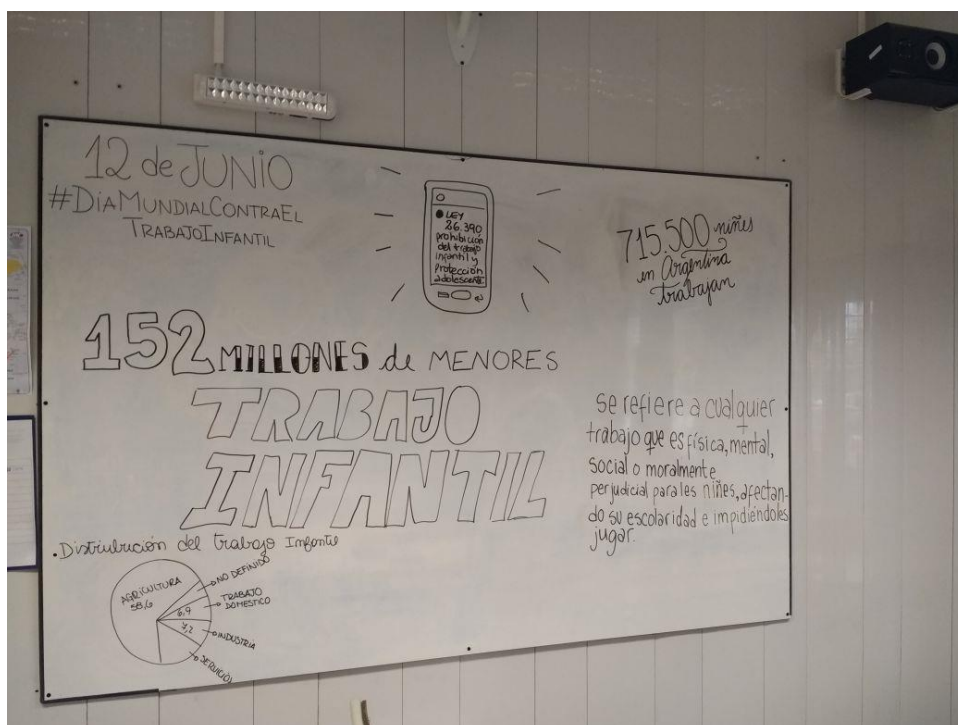 12 de JUNIO
#DíaMUNDIALCONTRAEL
TRABAJOINFANTIL
LEY
26.390
prohibición
del trabajo
infantil y
protección
adolescente
715.500 niñes
en Argentina
trabajan
152 MILLONES de MENORES
TRABAJO
INFANTIL
se refiere a cualquier
trabajo que es física, mental,
social o moralmente
perjudicial para les niñes, afectan-
do su escolaridad e impidiéndoles
jugar.
. Distribución del trabajo Infantil
AGRICULTURA
58,6
NO DEFINIDO
TRABAJO
DOMESTICO
6,9
7,2
INDUSTRIA